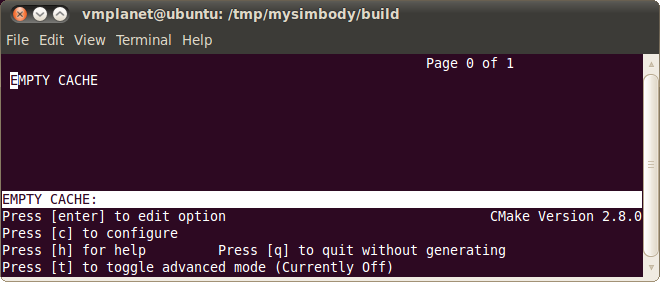 vmplanet@ubuntu: /tmp/mysimbody/build
File Edit View Terminal Help
Page 0 of 1
EMPTY CACHE
EMPTY CACHE:
Press [enter] to edit option CMake Version 2.8.0
Press [c] to configure
Press [h] for help Press [q] to quit without generating
Press [t] to toggle advanced mode (Currently Off)